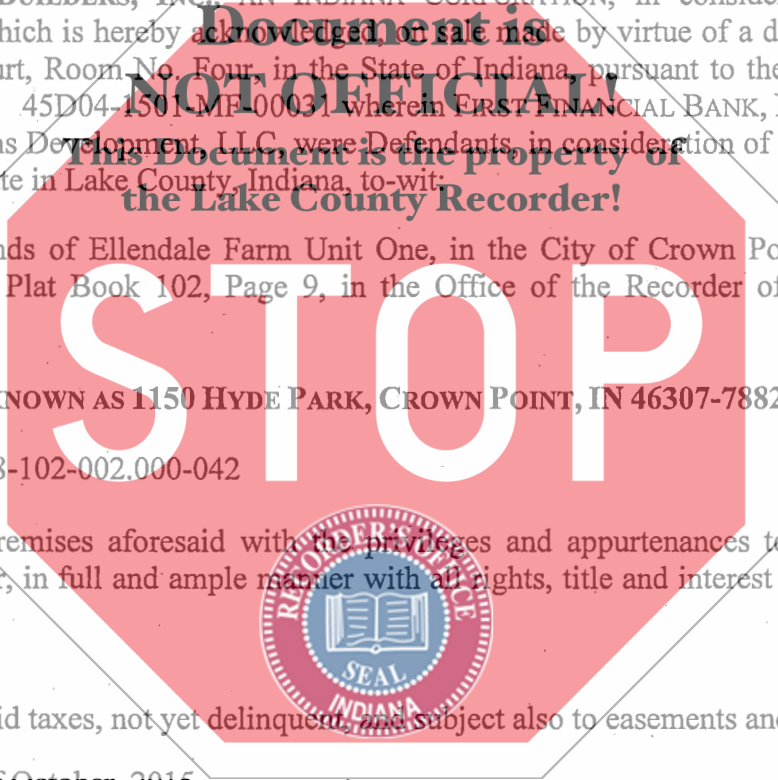 BUILDERS, INC., AN INDIANA CORPORATION, in
Document is
which is hereby acknowledged, on sale made by virtue of a d
urt, Room No. Four, in the State of Indiana, pursuant to the
NOT OFFICIAL!
45D04-1501-MF-00031 wherein FIRST FINANCIAL BANK,
ns Development, LLC, were Defendants, in consideration of
This Document is the property of
te in Lake County, Indiana, to-wit:
the Lake County Recorder!
nds of Ellendale Farm Unit One, in the City of Crown Po
Plat Book 102, Page 9, in the Office of the Recorder of
STOP
KNOWN AS 1150 HYDE PARK, CROWN POINT, IN 46307-7882
8-102-002.000-042
remises aforesaid with the privileges and appurtenances t
r, in full and ample manner with all rights, title and interest
RECORDER'S OFFICE
SEAL
INDIANA
id taxes, not yet delinquent, and subject also to easements an
October, 2015